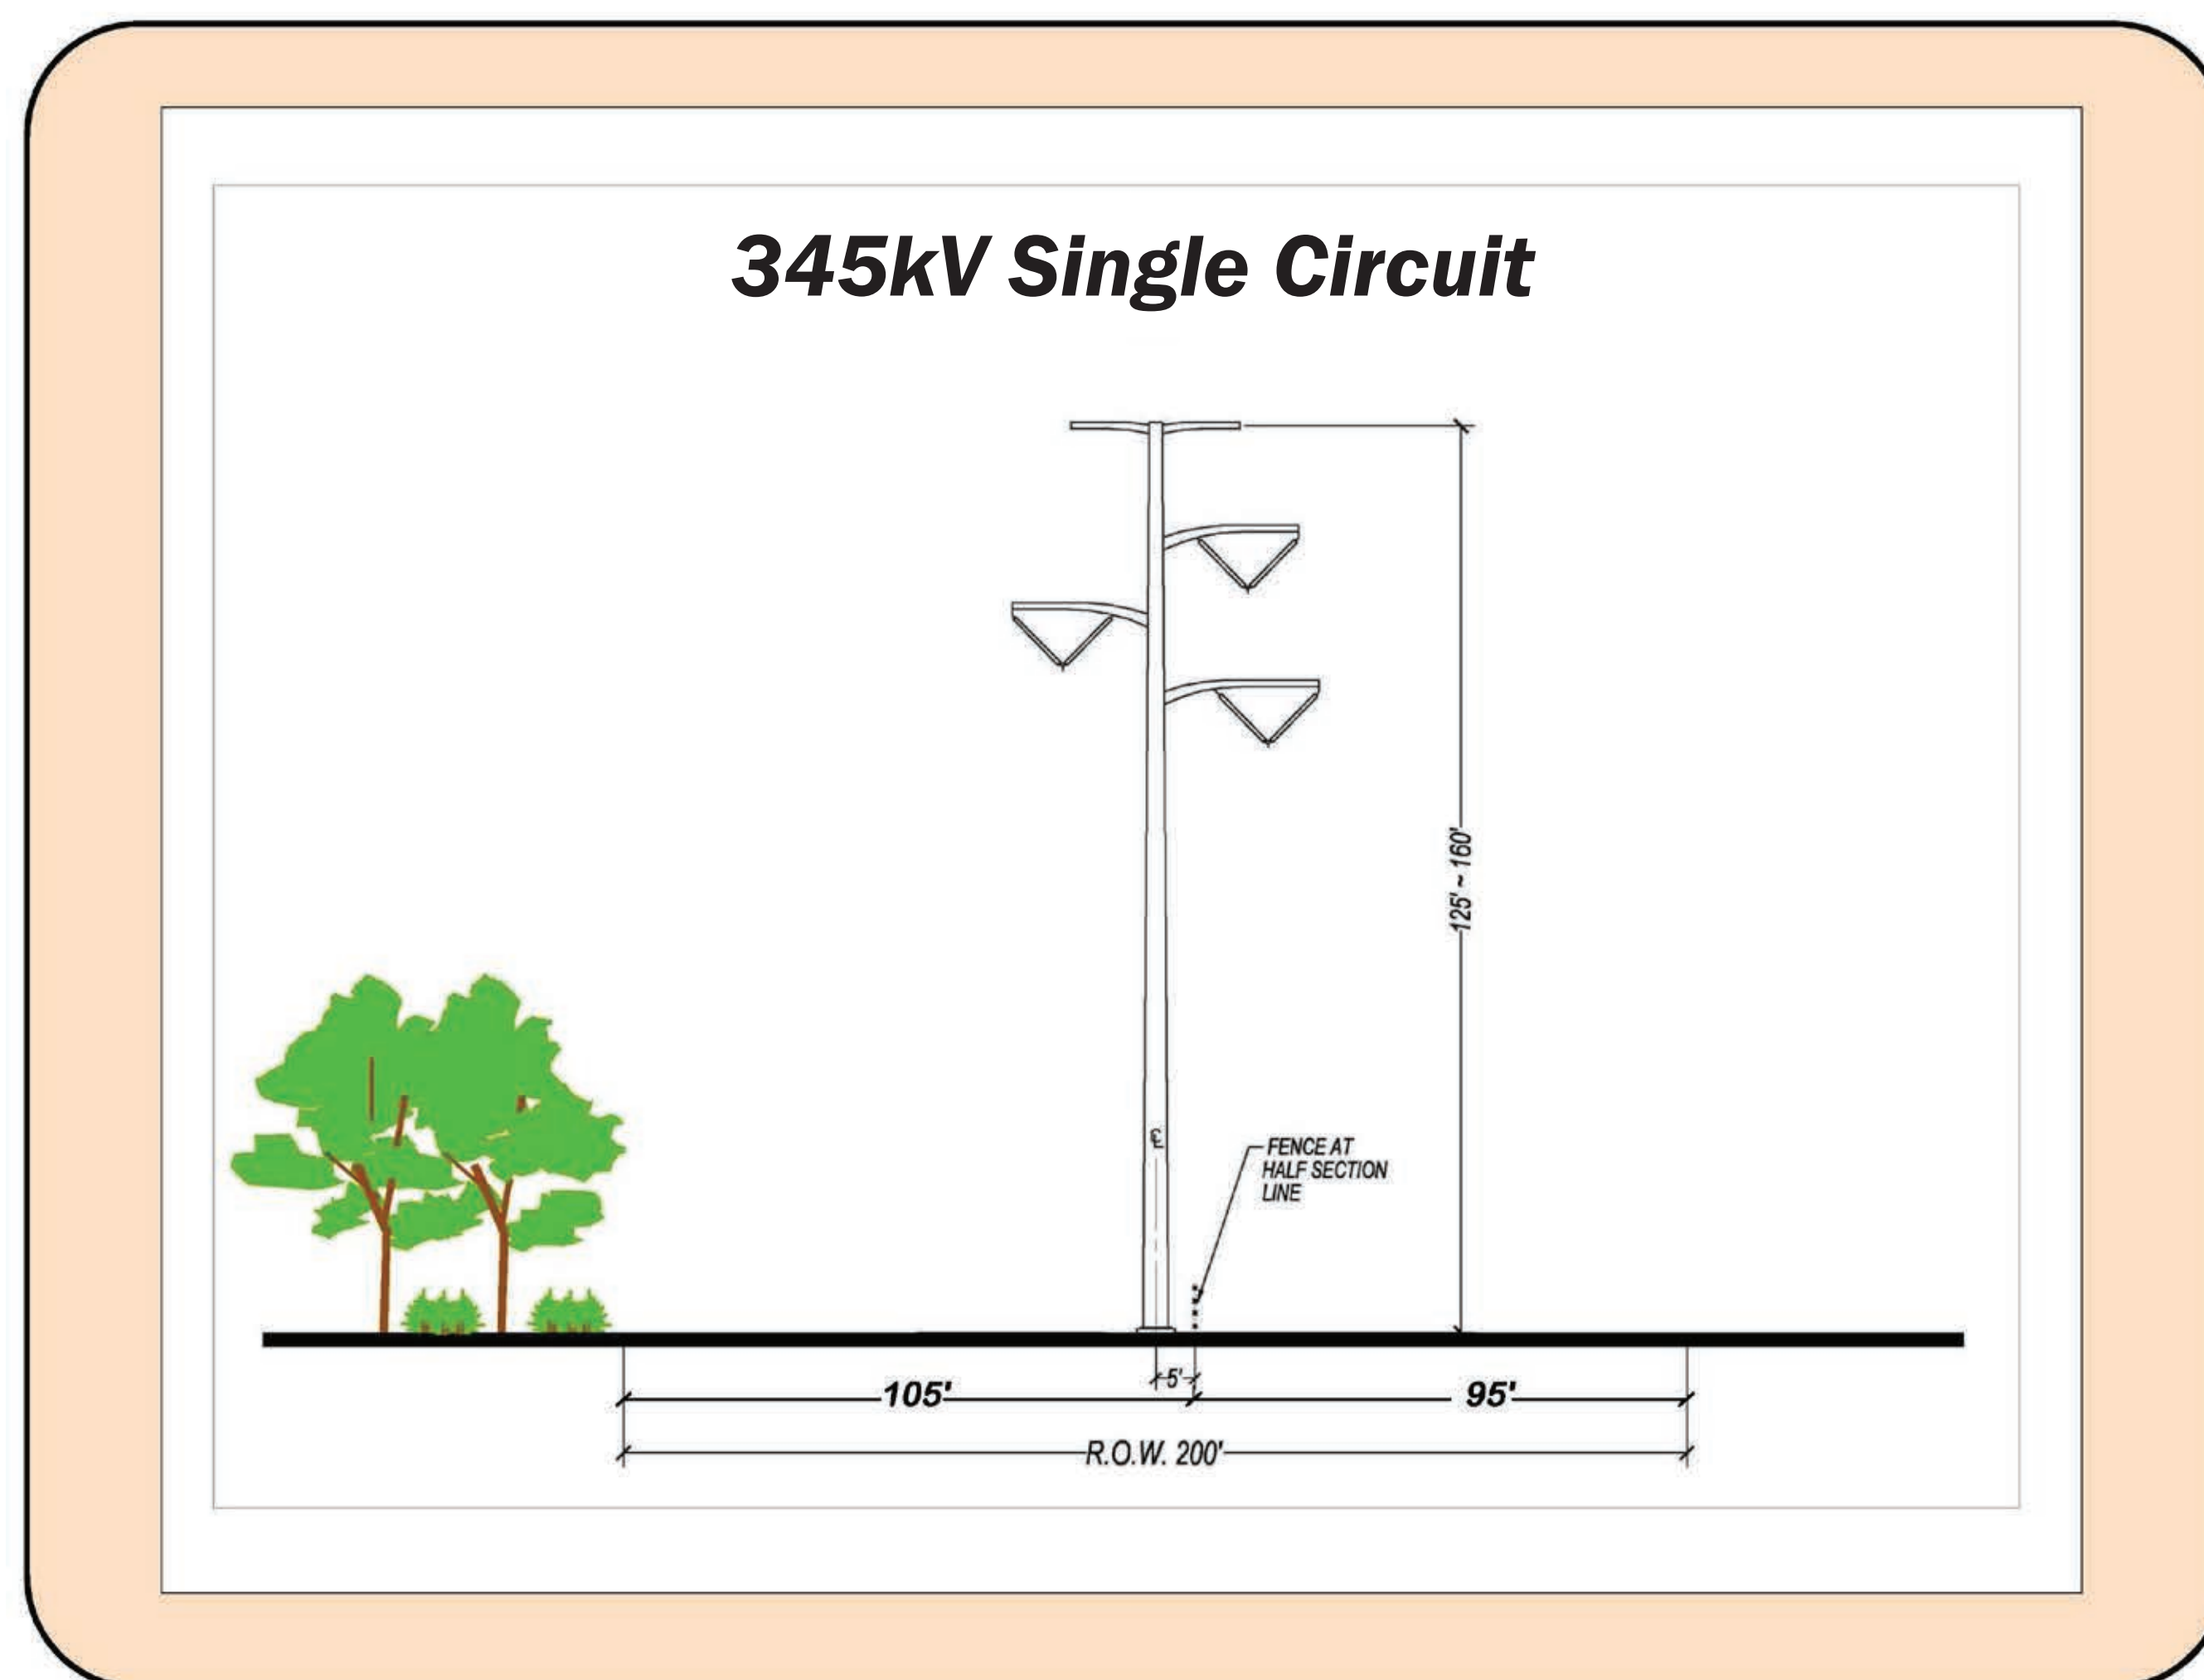 345kV Single Circuit
125' ~ 160'
℄
FENCE AT
HALF SECTION
LINE
5'
105'
95'
R.O.W. 200'